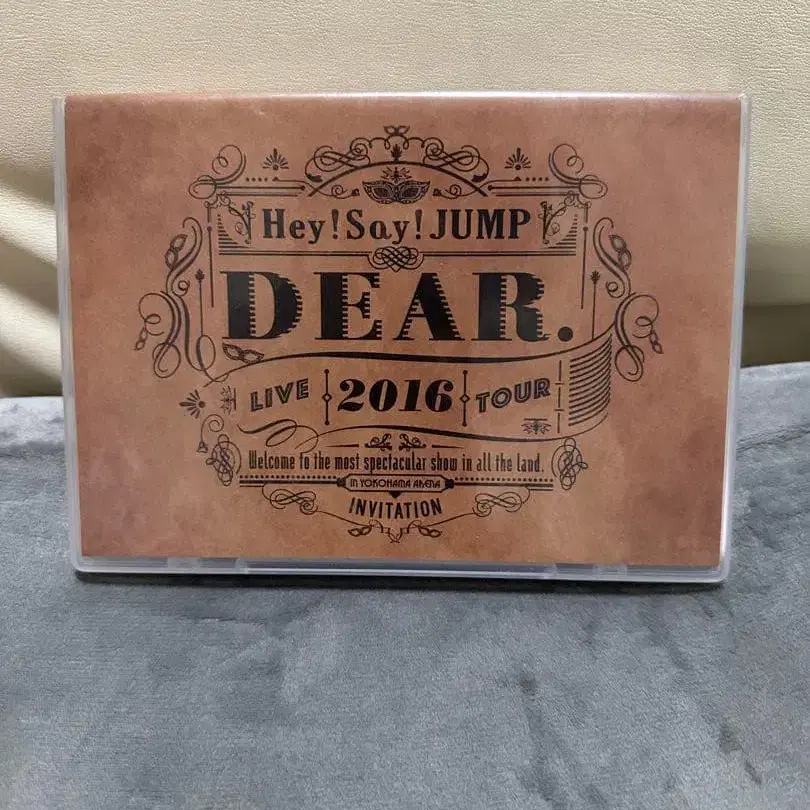 Hey! Say! JUMP
DEAR.
LIVE 2016 TOUR
Welcome to the most spectacular show in all the land.
IN YOKOHAMA ARENA
INVITATION